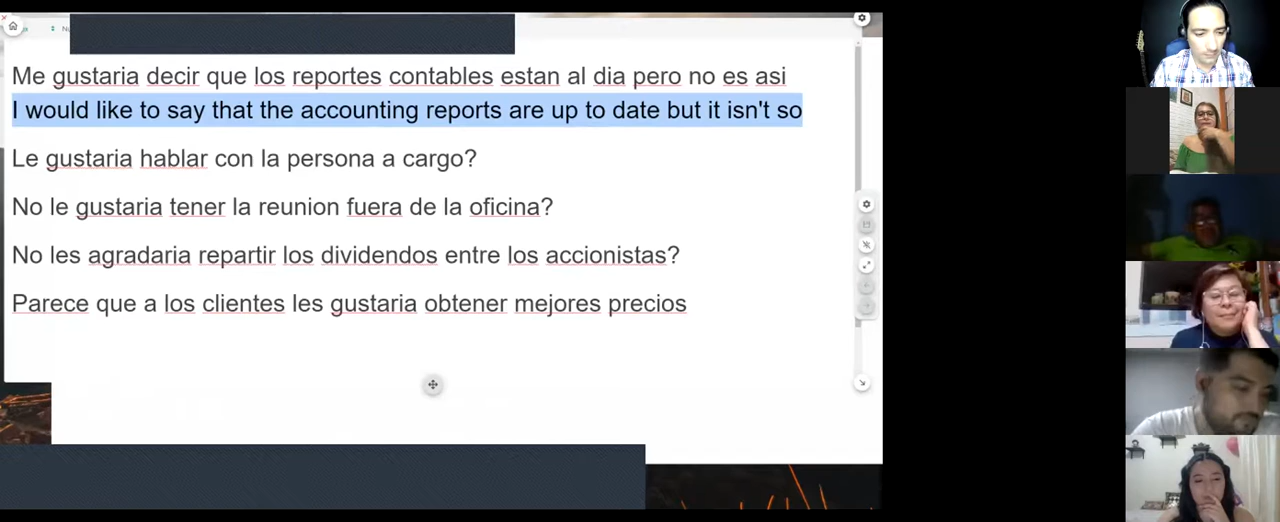 Me gustaria decir que los reportes contables estan al dia pero no es asi
I would like to say that the accounting reports are up to date but it isn't so
Le gustaria hablar con la persona a cargo?
No le gustaria tener la reunion fuera de la oficina?
No les agradaria repartir los dividendos entre los accionistas?
Parece que a los clientes les gustaria obtener mejores precios